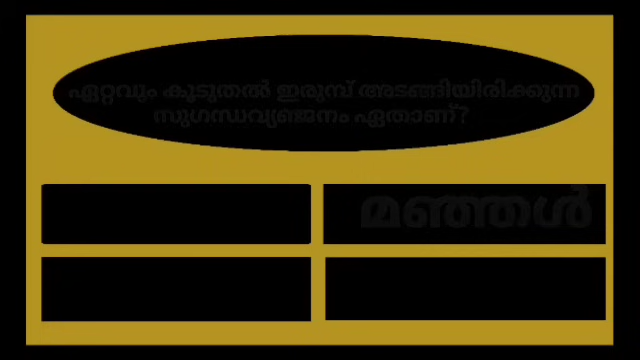 ഏറ്റവും കൂടുതൽ ഇരുമ്പ് അടങ്ങിയിരിക്കുന്ന
സുഗന്ധവ്യഞ്ജനം ഏതാണ്?
മഞ്ഞൾ